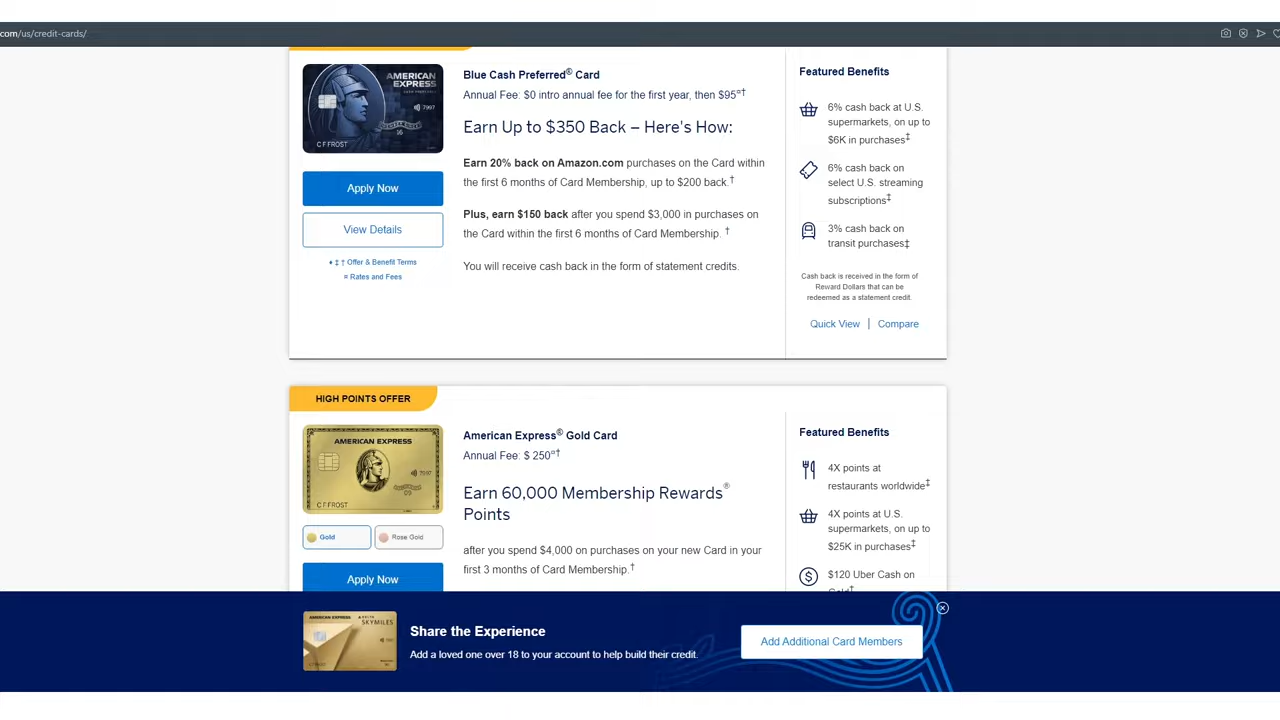 com/us/credit-cards/
AMERICAN
EXPRESS
7997
16
C F FROST
Blue Cash Preferred® Card
Annual Fee: $0 intro annual fee for the first year, then $95¤†
Earn Up to $350 Back – Here's How:
Earn 20% back on Amazon.com purchases on the Card within
the first 6 months of Card Membership, up to $200 back.†
Plus, earn $150 back after you spend $3,000 in purchases on
the Card within the first 6 months of Card Membership. †
You will receive cash back in the form of statement credits.
Apply Now
View Details
♦ ‡ † Offer & Benefit Terms
¤ Rates and Fees
Featured Benefits
6% cash back at U.S.
supermarkets, on up to
$6K in purchases‡
6% cash back on
select U.S. streaming
subscriptions‡
3% cash back on
transit purchases‡
Cash back is received in the form of
Reward Dollars that can be
redeemed as a statement credit.
Quick View | Compare
HIGH POINTS OFFER
AMERICAN EXPRESS
7997
C F FROST
Gold
Rose Gold
Apply Now
American Express® Gold Card
Annual Fee: $ 250¤†
Earn 60,000 Membership Rewards®
Points
after you spend $4,000 on purchases on your new Card in your
first 3 months of Card Membership.†
Featured Benefits
4X points at
restaurants worldwide‡
4X points at U.S.
supermarkets, on up to
$25K in purchases‡
$120 Uber Cash on
Gold†
AMERICAN EXPRESS
DELTA
SKYMILES
C F FROST
Share the Experience
Add a loved one over 18 to your account to help build their credit.
Add Additional Card Members